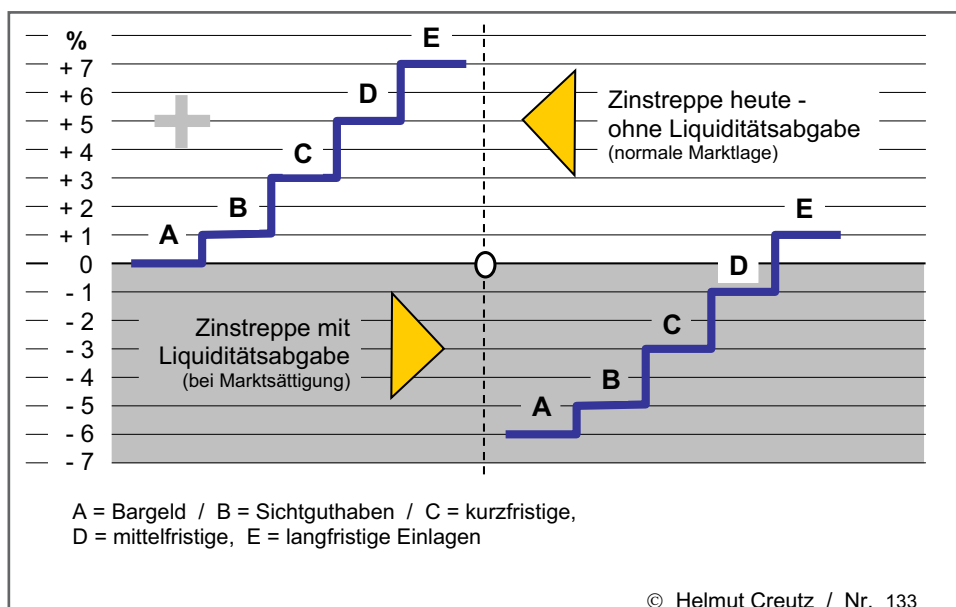 %
+ 7
+ 6
+ 5
+ 4
+ 3
+ 2
+ 1
0
- 1
- 2
- 3
- 4
- 5
- 6
- 7
A
B
C
D
E
Zinstreppe heute -
ohne Liquiditätsabgabe
(normale Marktlage)
Zinstreppe mit
Liquiditätsabgabe
(bei Marktsättigung)
A
B
C
D
E
A = Bargeld / B = Sichtguthaben / C = kurzfristige,
D = mittelfristige, E = langfristige Einlagen
© Helmut Creutz / Nr. 133